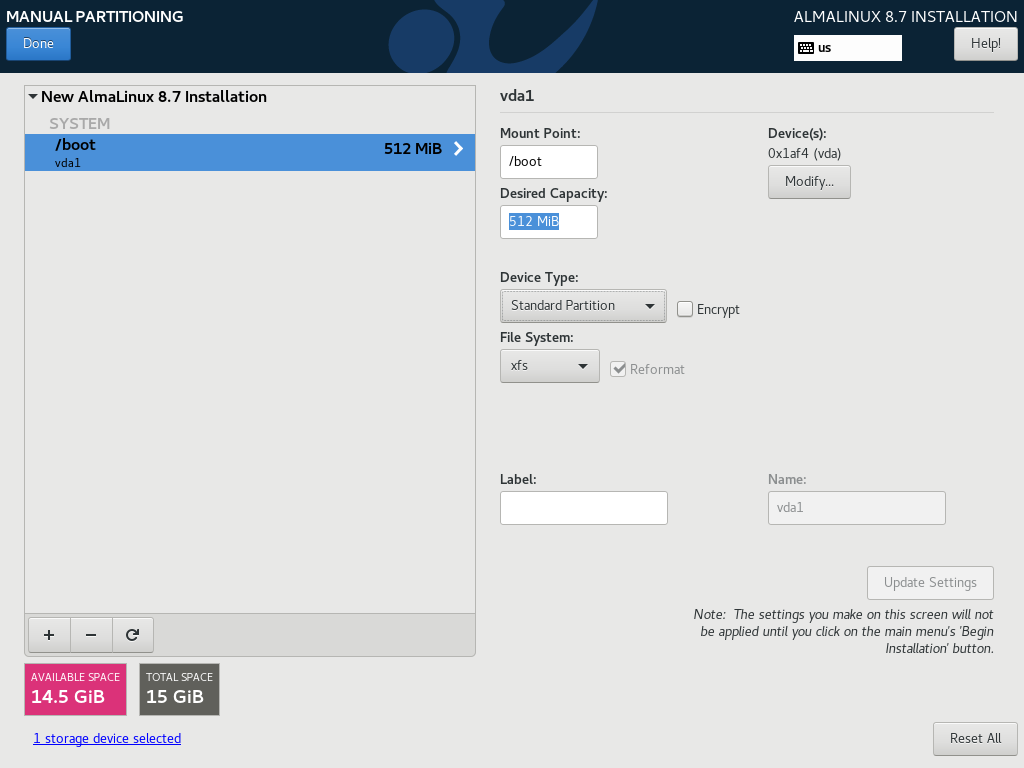 MANUAL PARTITIONING
Done
ALMALINUX 8.7 INSTALLATION
us
Help!
New AlmaLinux 8.7 Installation
SYSTEM
/boot
512 MiB
vda1
+
−
AVAILABLE SPACE
14.5 GiB
TOTAL SPACE
15 GiB
1 storage device selected
vda1
Mount Point:
/boot
Device(s):
0x1af4 (vda)
Modify...
Desired Capacity:
512 MiB
Device Type:
Standard Partition
Encrypt
File System:
xfs
Reformat
Label:
Name:
vda1
Update Settings
Note:  The settings you make on this screen will not
be applied until you click on the main menu's 'Begin
Installation' button.
Reset All